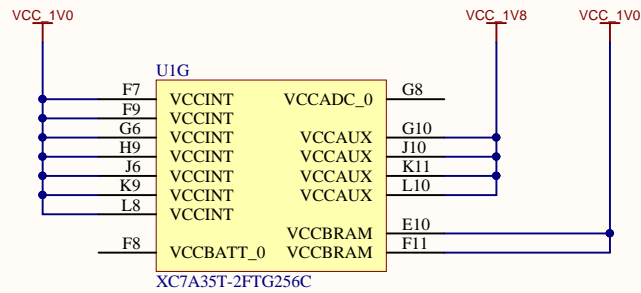 VCC_1V0 VCC_1V8 VCC_1V0
U1G
F7 VCCINT VCCADC_0 G8
F9 VCCINT
G6 VCCINT VCCAUX G10
H9 VCCINT VCCAUX J10
J6 VCCINT VCCAUX K11
K9 VCCINT VCCAUX L10
L8 VCCINT
VCCBRAM E10
F8 VCCBATT_0 VCCBRAM F11
XC7A35T-2FTG256C